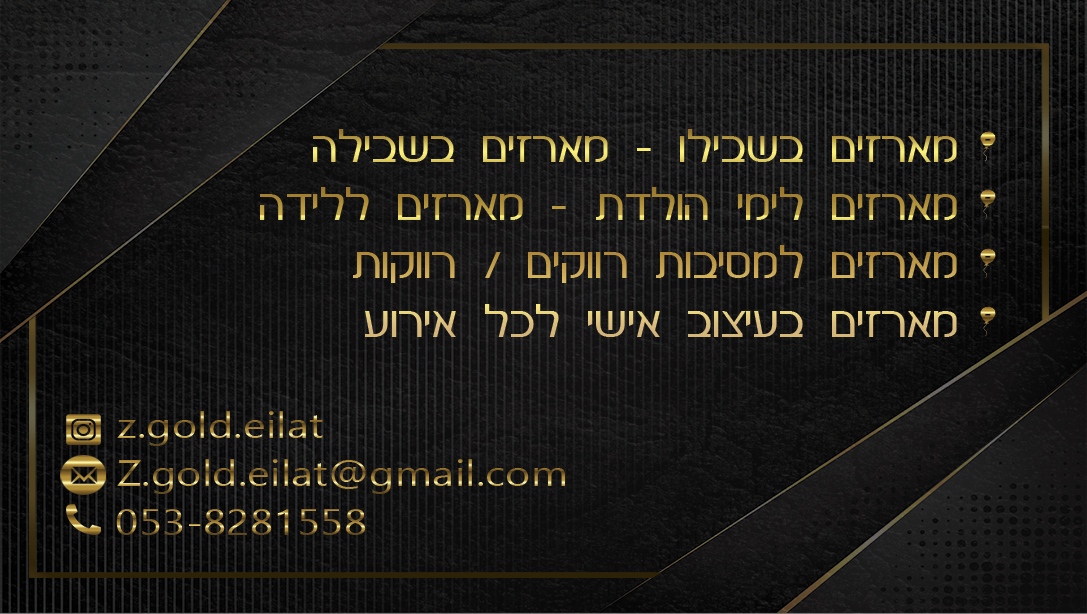 מארזים בשבילו - מארזים בשבילה
מארזים לימי הולדת - מארזים ללידה
מארזים למסיבות רווקים / רווקות
מארזים בעיצוב אישי לכל אירוע
z.gold.eilat
Z.gold.eilat@gmail.com
053-8281558